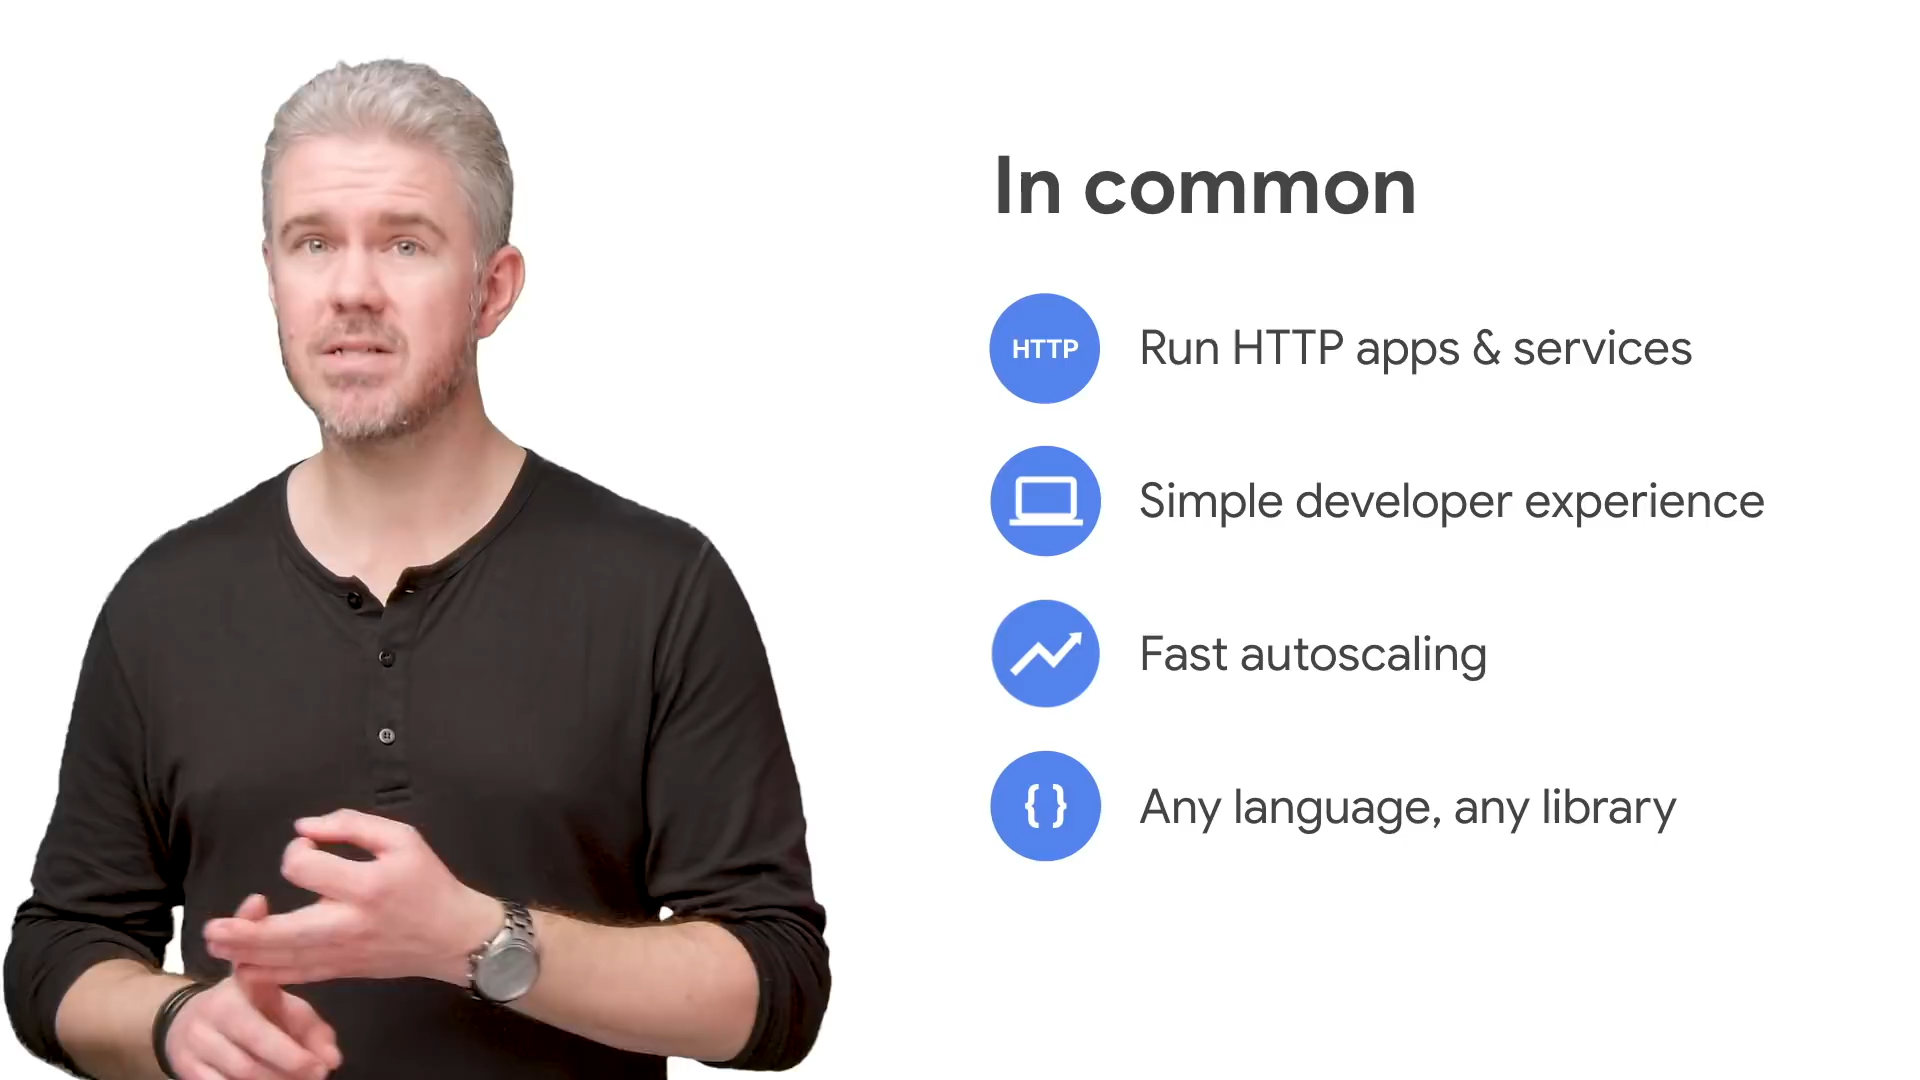 In common
HTTP
Run HTTP apps & services
Simple developer experience
Fast autoscaling
{ }
Any language, any library